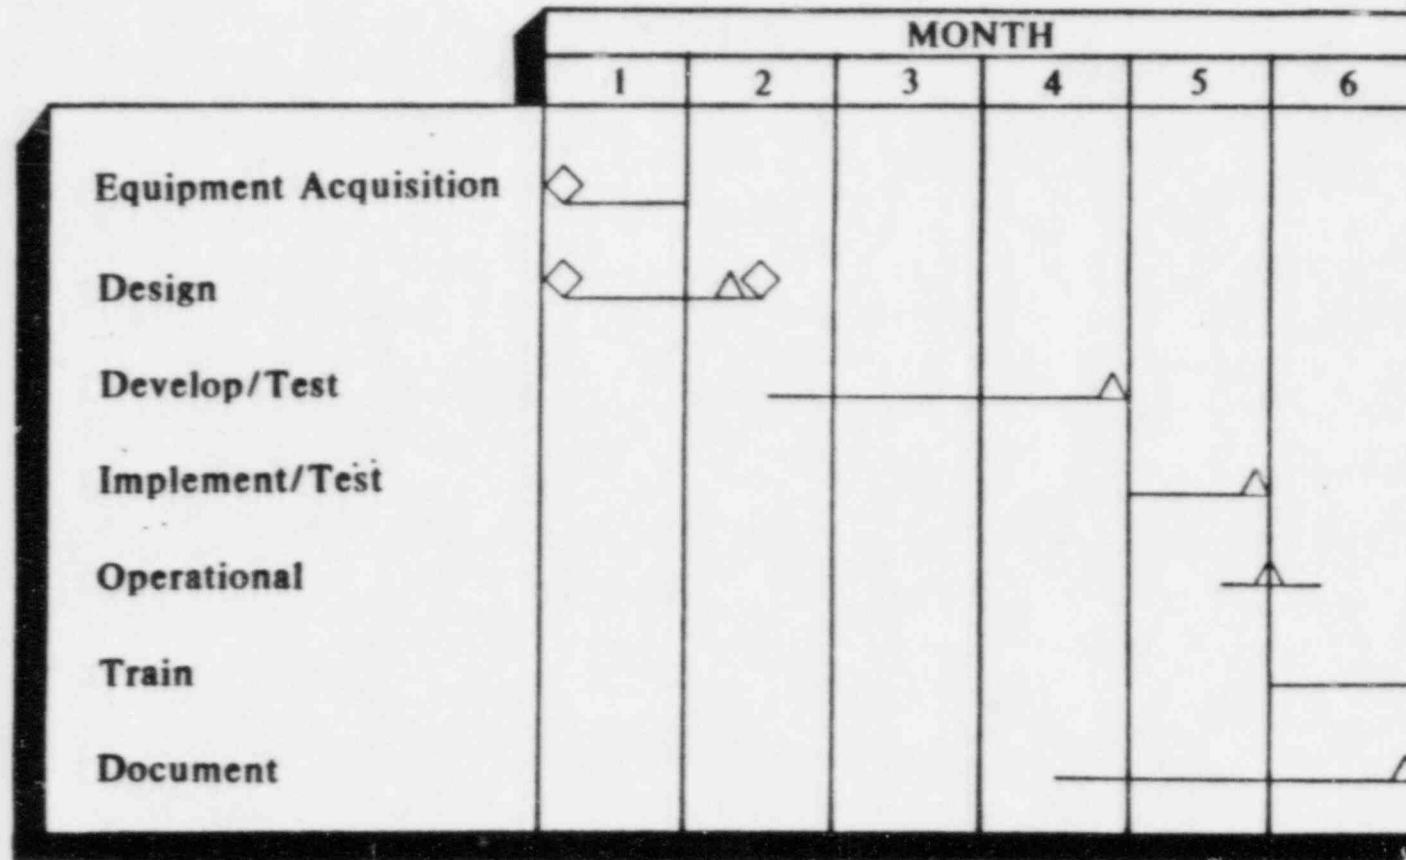 MONTH
1 2 3 4 5 6
Equipment Acquisition
Design
Develop/Test
Implement/Test
Operational
Train
Document